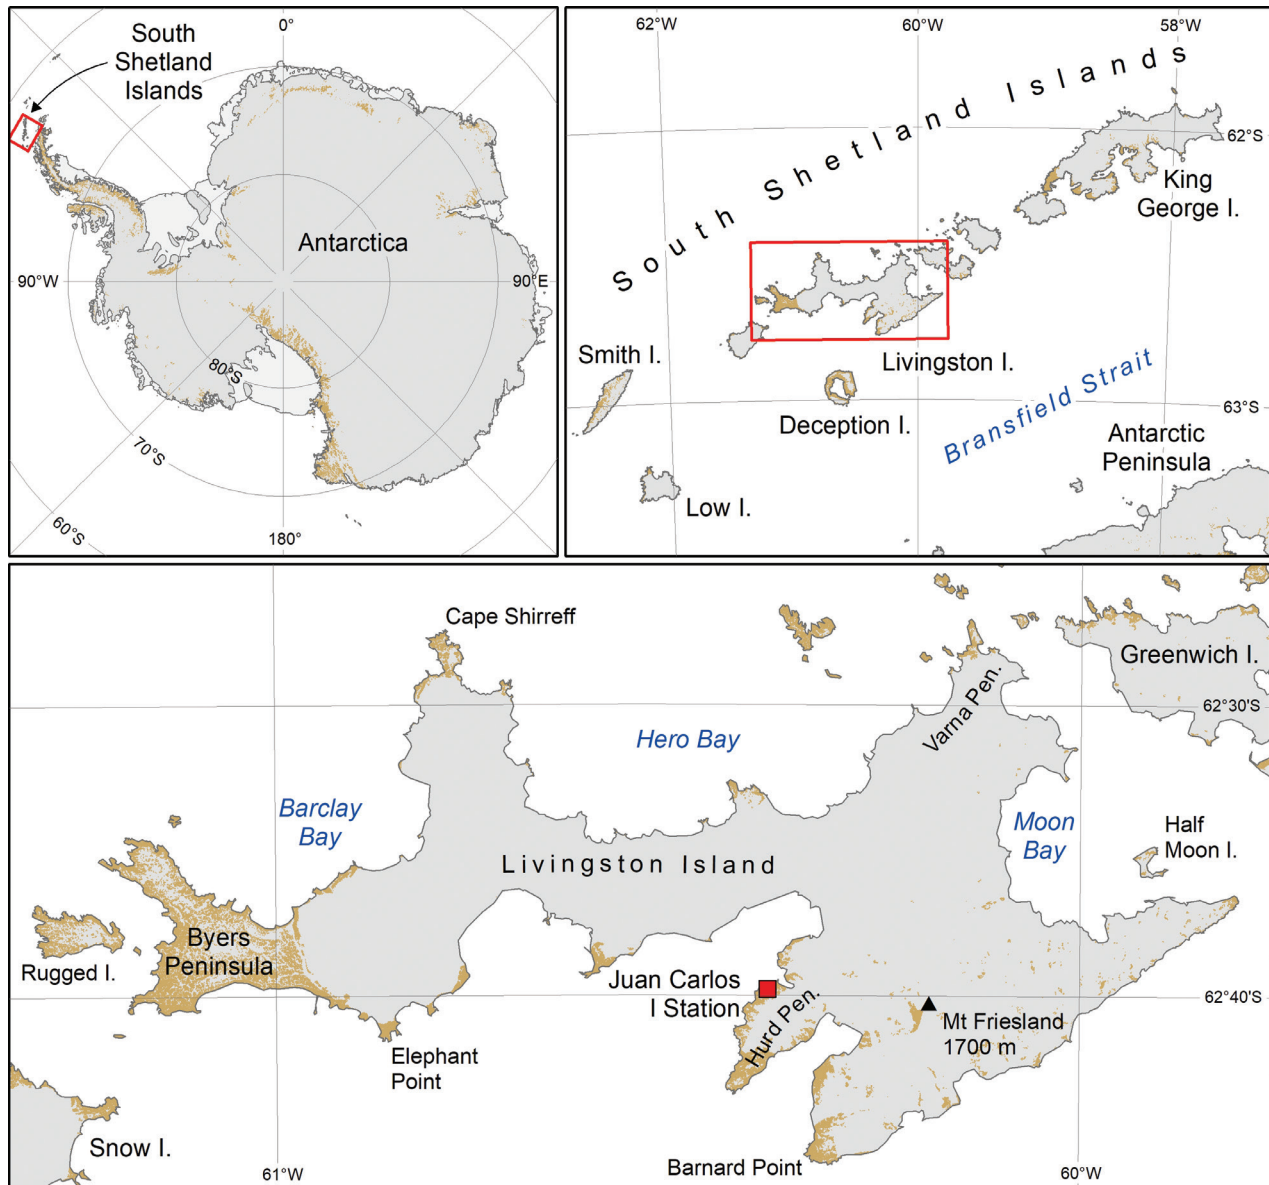 South
Shetland
Islands
0°
Antarctica
90°W
90°E
80°S
70°S
60°S
180°
62°W
60°W
58°W
South Shetland Islands
62°S
King
George I.
Smith I.
Livingston I.
Deception I.
Bransfield Strait
63°S
Antarctic
Peninsula
Low I.
Cape Shirreff
Greenwich I.
Varna Pen.
62°30'S
Hero Bay
Barclay
Bay
Moon
Bay
Half
Moon I.
Livingston Island
Byers
Peninsula
Rugged I.
Juan Carlos
I Station
Hurd Pen.
62°40'S
Mt Friesland
1700 m
Elephant
Point
Snow I.
Barnard Point
61°W
60°W